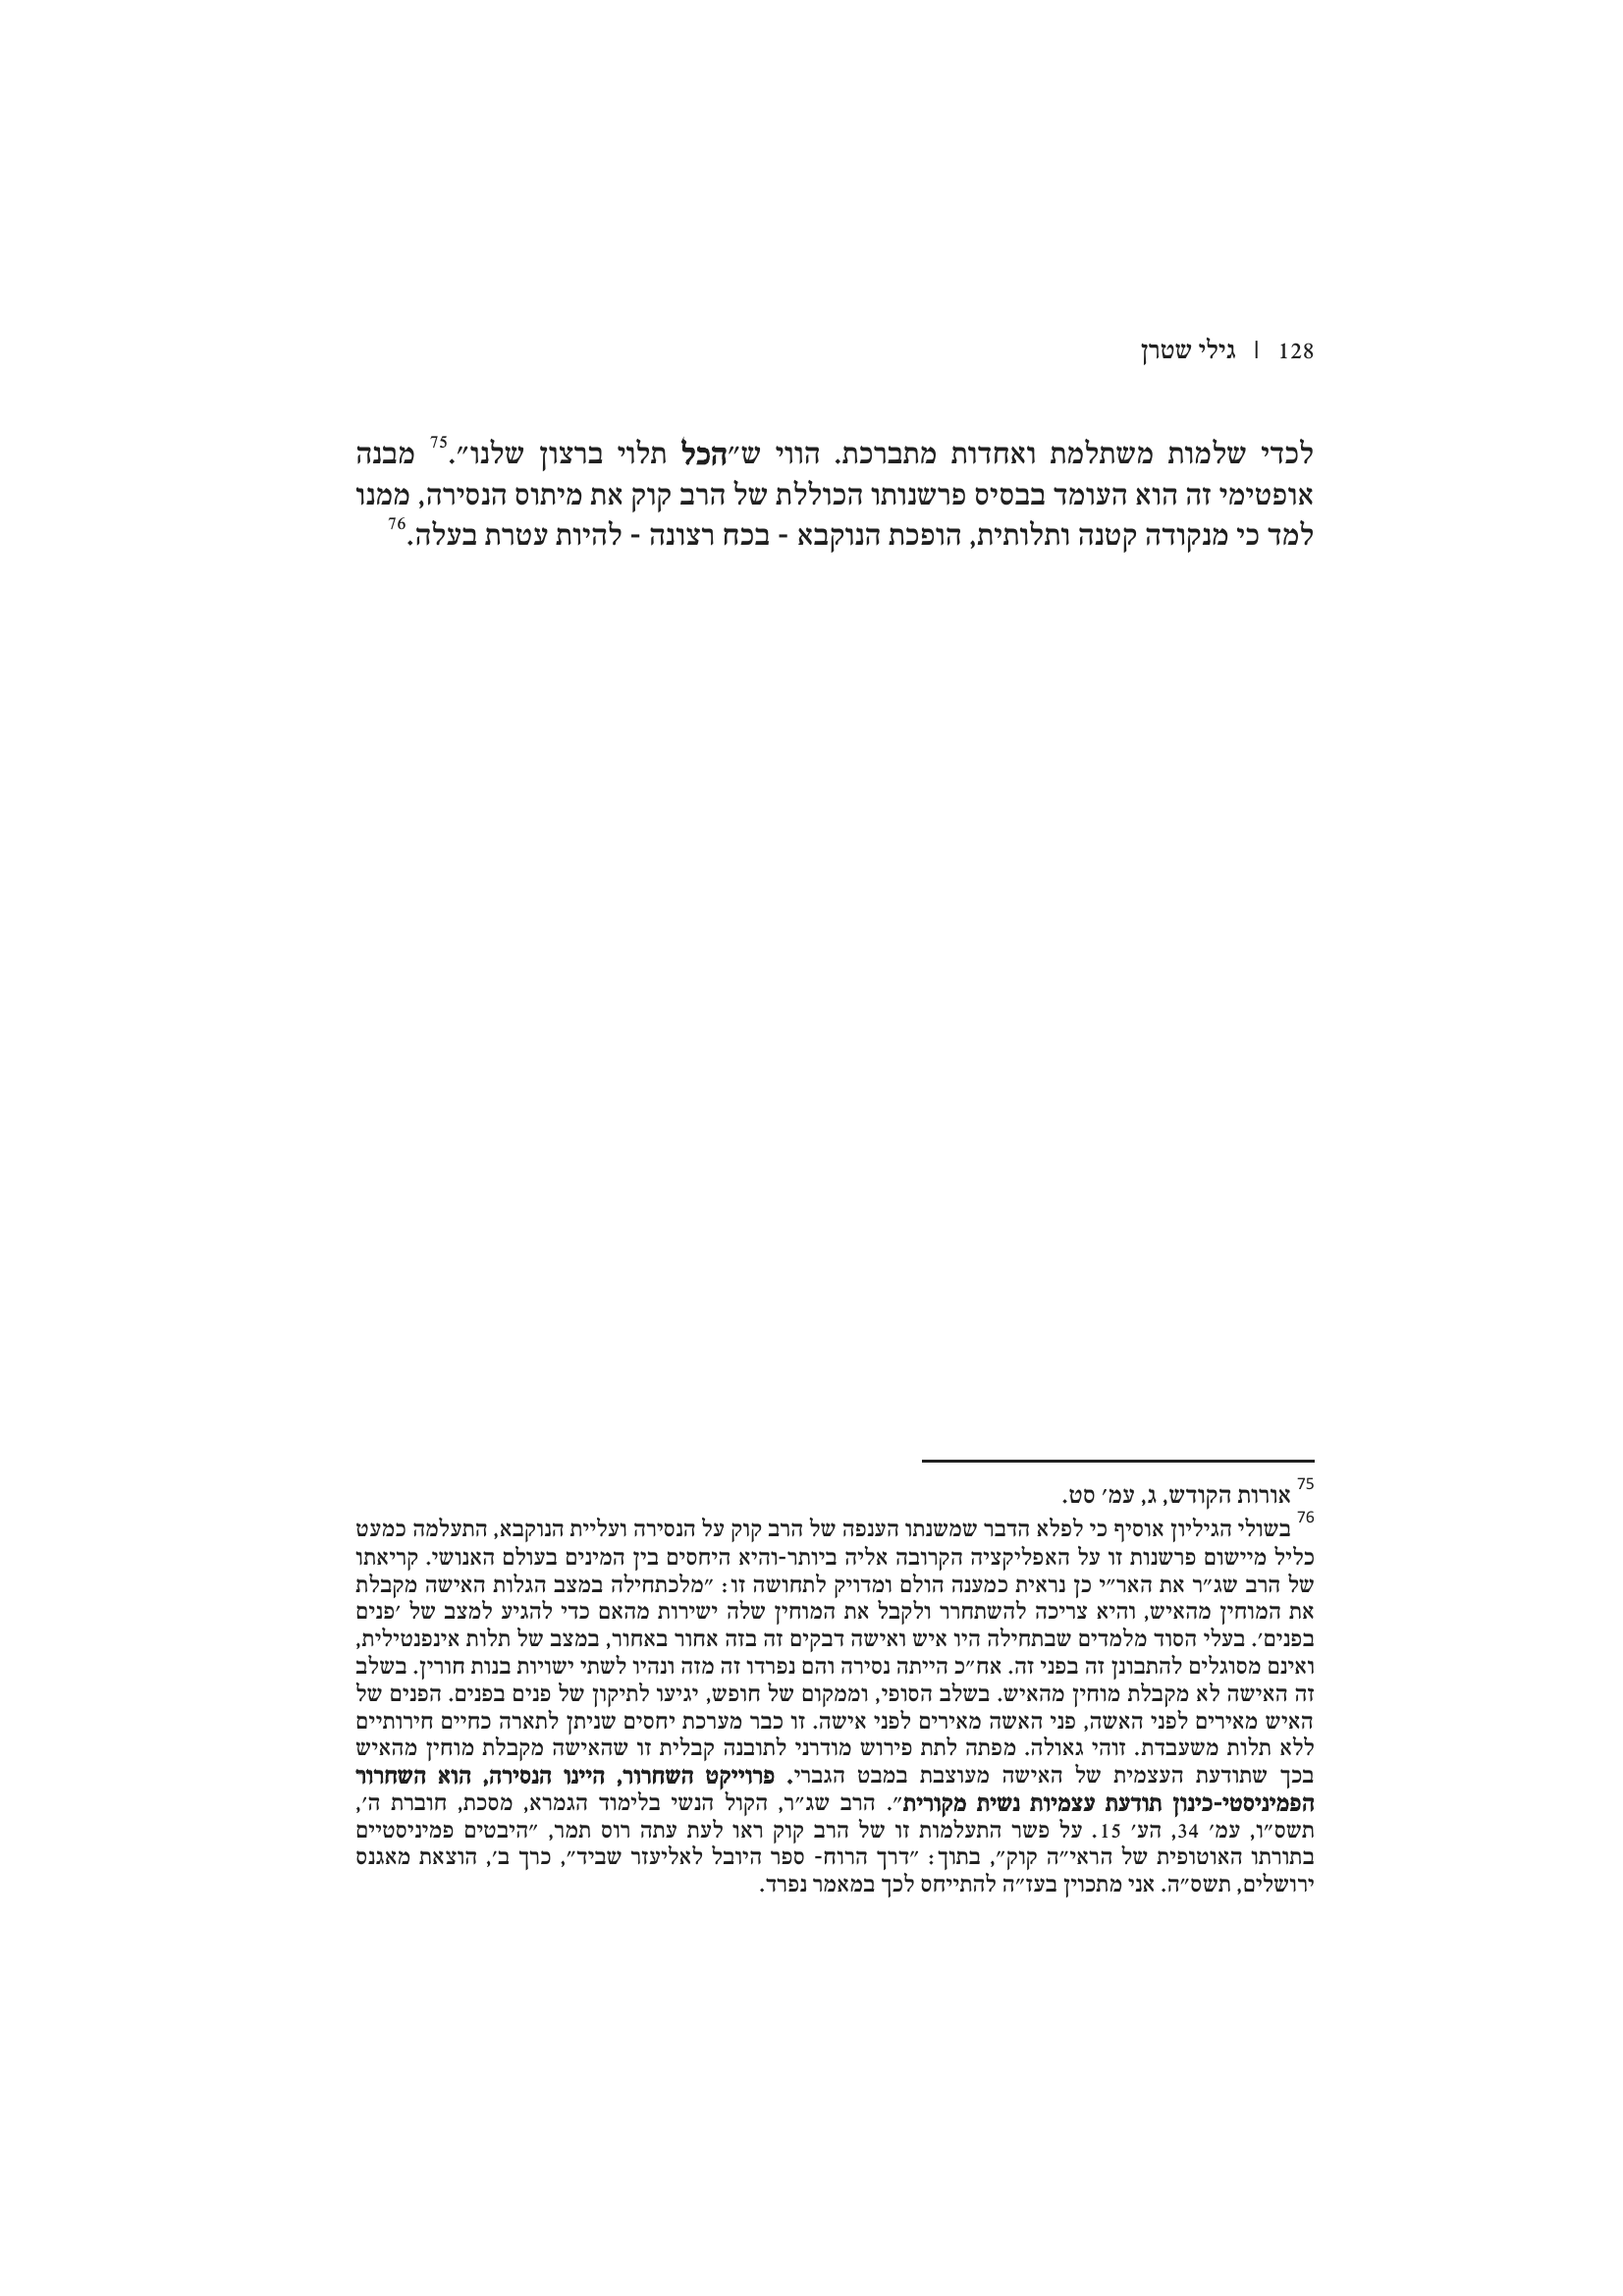 128 | גילי שטרן
לכדי שלמות משתלמת ואחדות מתברכת. הווי ש״הכל תלוי ברצון שלנו״.75 מבנה
אופטימי זה הוא העומד בבסיס פרשנותו הכוללת של הרב קוק את מיתוס הנסירה, ממנו
למד כי מנקודה קטנה ותלותית, הופכת הנוקבא - בכח רצונה - להיות עטרת בעלה.76
75 אורות הקודש, ג, עמ׳ סט.
76 בשולי הגיליון אוסיף כי לפלא הדבר שמשנתו הענפה של הרב קוק על הנסירה ועליית הנוקבא, התעלמה כמעט
כליל מיישום פרשנות זו על האפליקציה הקרובה אליה ביותר-והיא היחסים בין המינים בעולם האנושי. קריאתו
של הרב שג״ר את האר״י כן נראית כמענה הולם ומדויק לתחושה זו: ״מלכתחילה במצב הגלות האישה מקבלת
את המוחין מהאיש, והיא צריכה להשתחרר ולקבל את המוחין שלה ישירות מהאם כדי להגיע למצב של ׳פנים
בפנים׳. בעלי הסוד מלמדים שבתחילה היו איש ואישה דבקים זה בזה אחור באחור, במצב של תלות אינפנטילית,
ואינם מסוגלים להתבונן זה בפני זה. אח״כ הייתה נסירה והם נפרדו זה מזה ונהיו לשתי ישויות בנות חורין. בשלב
זה האישה לא מקבלת מוחין מהאיש. בשלב הסופי, וממקום של חופש, יגיעו לתיקון של פנים בפנים. הפנים של
האיש מאירים לפני האשה, פני האשה מאירים לפני אישה. זו כבר מערכת יחסים שניתן לתארה כחיים חירותיים
ללא תלות משעבדת. זוהי גאולה. מפתה לתת פירוש מודרני לתובנה קבלית זו שהאישה מקבלת מוחין מהאיש
בכך שתודעת העצמית של האישה מעוצבת במבט הגברי. פרוייקט השחרור, היינו הנסירה, הוא השחרור
הפמיניסטי-כינון תודעת עצמיות נשית מקורית״. הרב שג״ר, הקול הנשי בלימוד הגמרא, מסכת, חוברת ה׳,
תשס״ו, עמ׳ 34, הע׳ 15. על פשר התעלמות זו של הרב קוק ראו לעת עתה רוס תמר, ״היבטים פמיניסטיים
בתורתו האוטופית של הראי״ה קוק״, בתוך: ״דרך הרוח- ספר היובל לאליעזר שביד״, כרך ב׳, הוצאת מאגנס
ירושלים, תשס״ה. אני מתכוין בעז״ה להתייחס לכך במאמר נפרד.